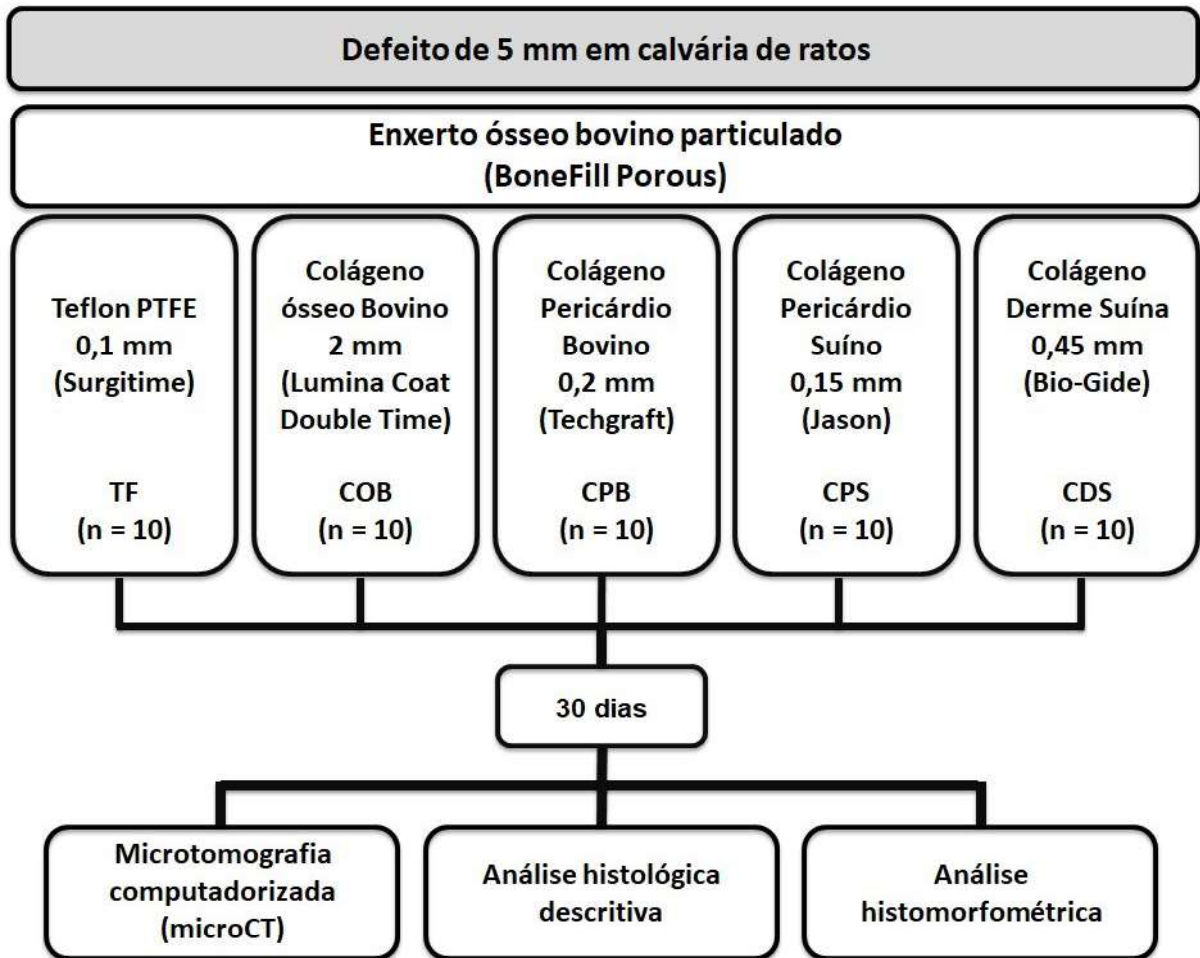 Defeito de 5 mm em calvária de ratos
Enxerto ósseo bovino particulado
(BoneFill Porous)
Teflon PTFE
0,1 mm
(Surgitime)
TF
(n = 10)
Colágeno
ósseo Bovino
2 mm
(Lumina Coat
Double Time)
COB
(n = 10)
Colágeno
Pericárdio
Bovino
0,2 mm
(Techgraft)
CPB
(n = 10)
Colágeno
Pericárdio
Suíno
0,15 mm
(Jason)
CPS
(n = 10)
Colágeno
Derme Suína
0,45 mm
(Bio-Gide)
CDS
(n = 10)
30 dias
Microtomografia
computadorizada
(microCT)
Análise histológica
descritiva
Análise
histomorfométrica